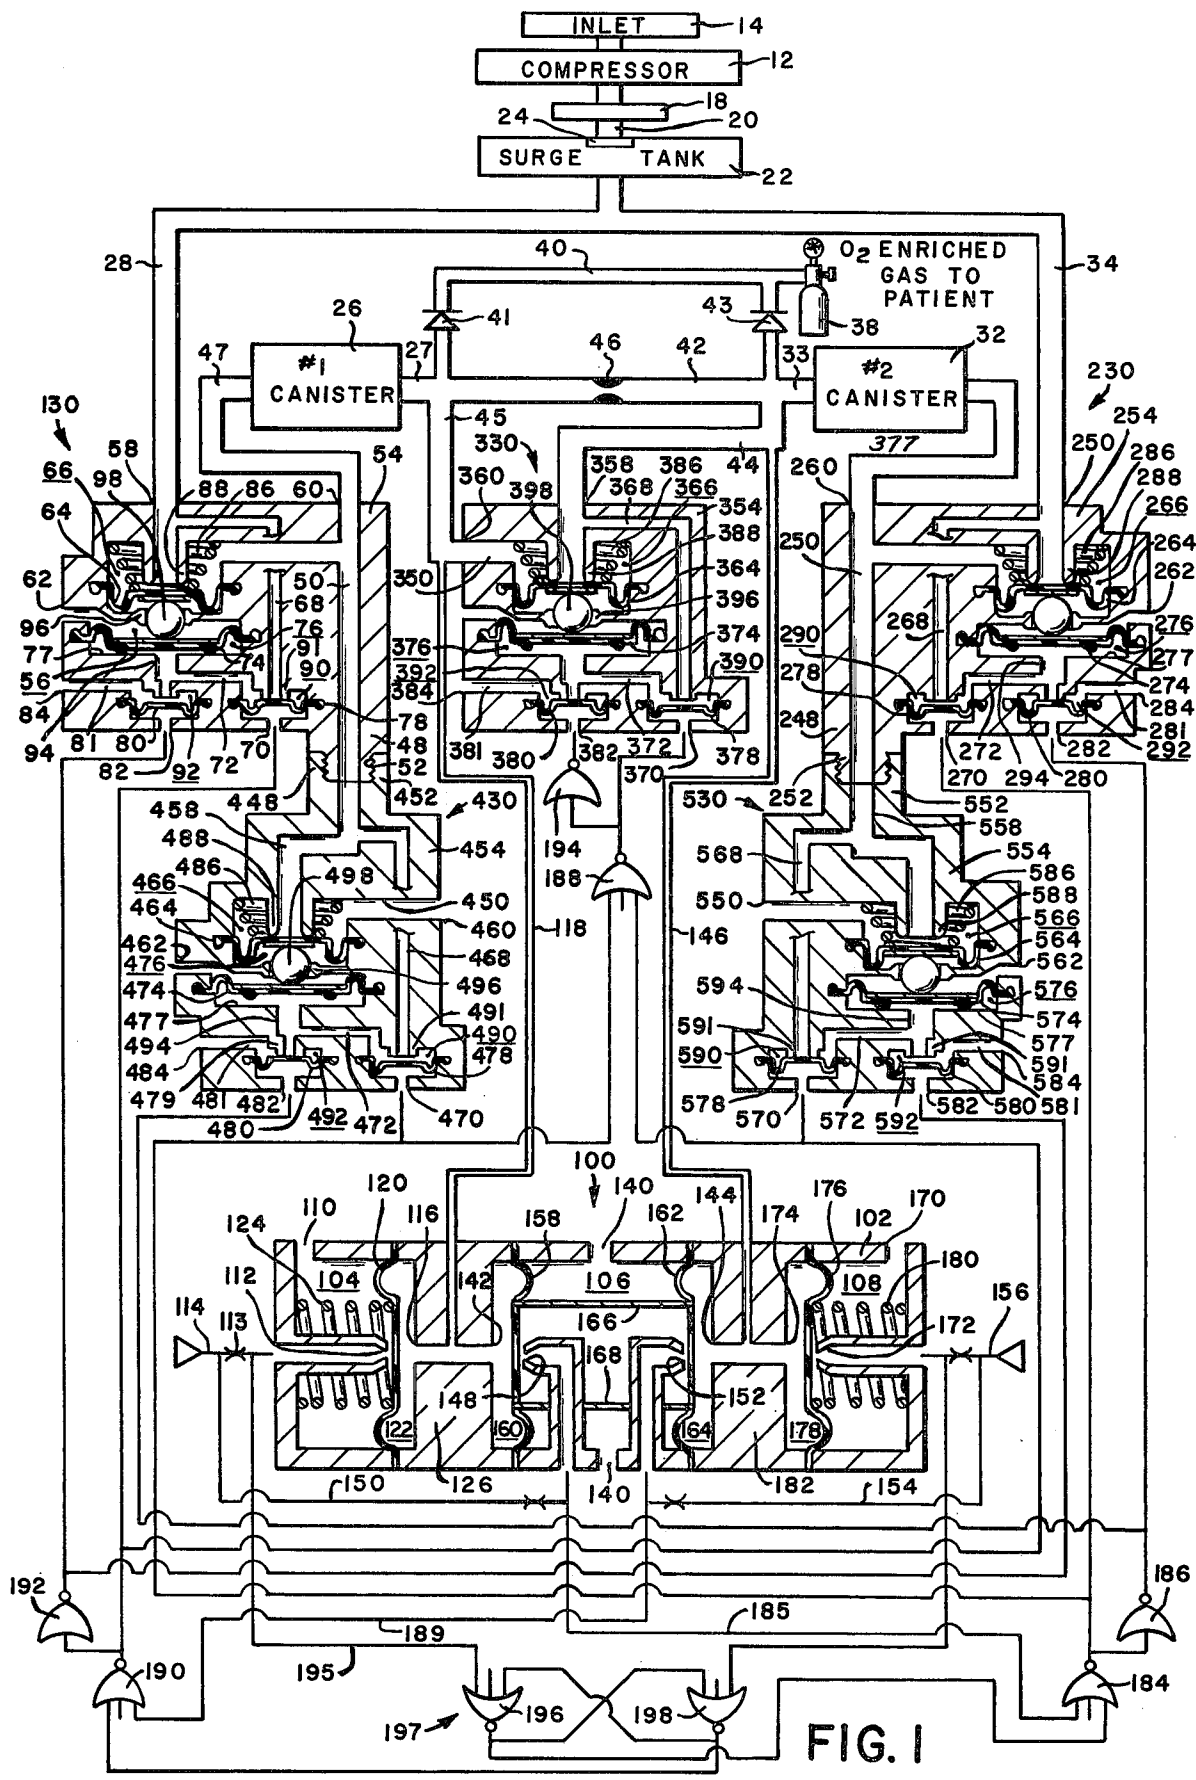 INLET 14
COMPRESSOR 12
18
24 20
SURGE TANK 22
28 40 O2 ENRICHED GAS TO PATIENT 34
26 41 43 38 32
47 #1 CANISTER 27 46 42 33 #2 CANISTER 230
130 45 330 44 377 254
58 54 360 398 358 386 366 260 250 286
66 98 88 86 60 368 354 288
64 388 266
50 350 364 250 264
62 68 396 262
96 76 268 276
77 74 91 376 374 290 277
56 90 392 390 278 274
84 78 384 284
94 81 80 70 48 381 380 372 378 248 272 281
82 92 72 52 382 370 252 294 270 280 282 292
448 452 430 530 552
458 194 558
488 454 568 554
486 498 188 586
466 450 550 588
464 460 118 146 566
462 468 564
476 496 562
474 594 576
477 491 591 574
494 490 590 577
484 478 591
479 481 482 492 472 470 578 570 572 592 582 580 584
480 581
100
120 140 144 176
110 116 158 162 174 102 170
124 104 142 106 108 180
112 166 156
114 113 172
148 168 152
122 160 164 178
150 126 140 182 154
192 189 185 186
195
190 184
197 196 198
FIG. 1